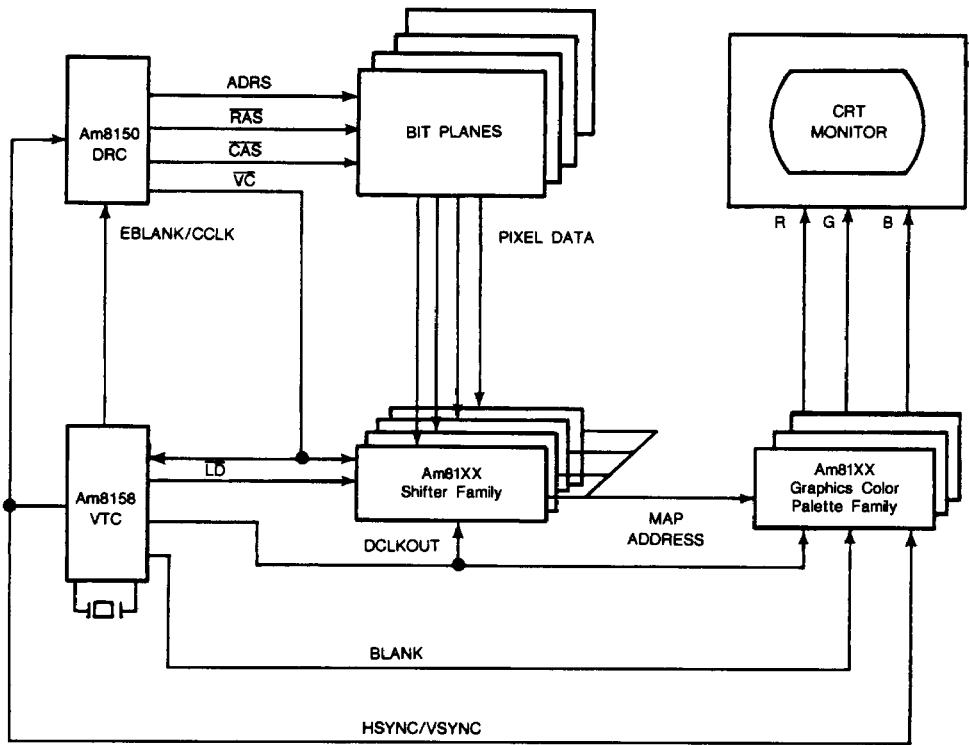 ADRS
RAS
CAS
VC
Am8150
DRC
BIT PLANES
CRT
MONITOR
R G B
EBLANK/CCLK
PIXEL DATA
LD
Am8158
VTC
Am81XX
Shifter Family
Am81XX
Graphics Color
Palette Family
MAP
ADDRESS
DCLKOUT
BLANK
HSYNC/VSYNC